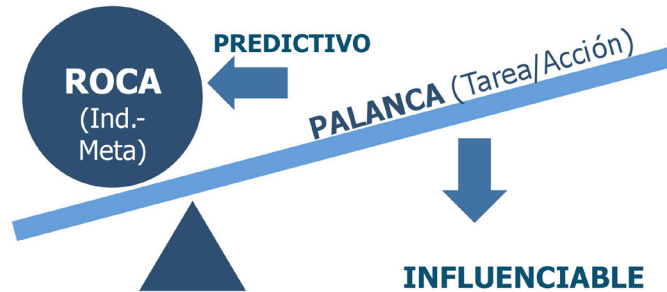 PREDICTIVO
ROCA
(Ind.-
Meta)
PALANCA (Tarea/Acción)
INFLUENCIABLE